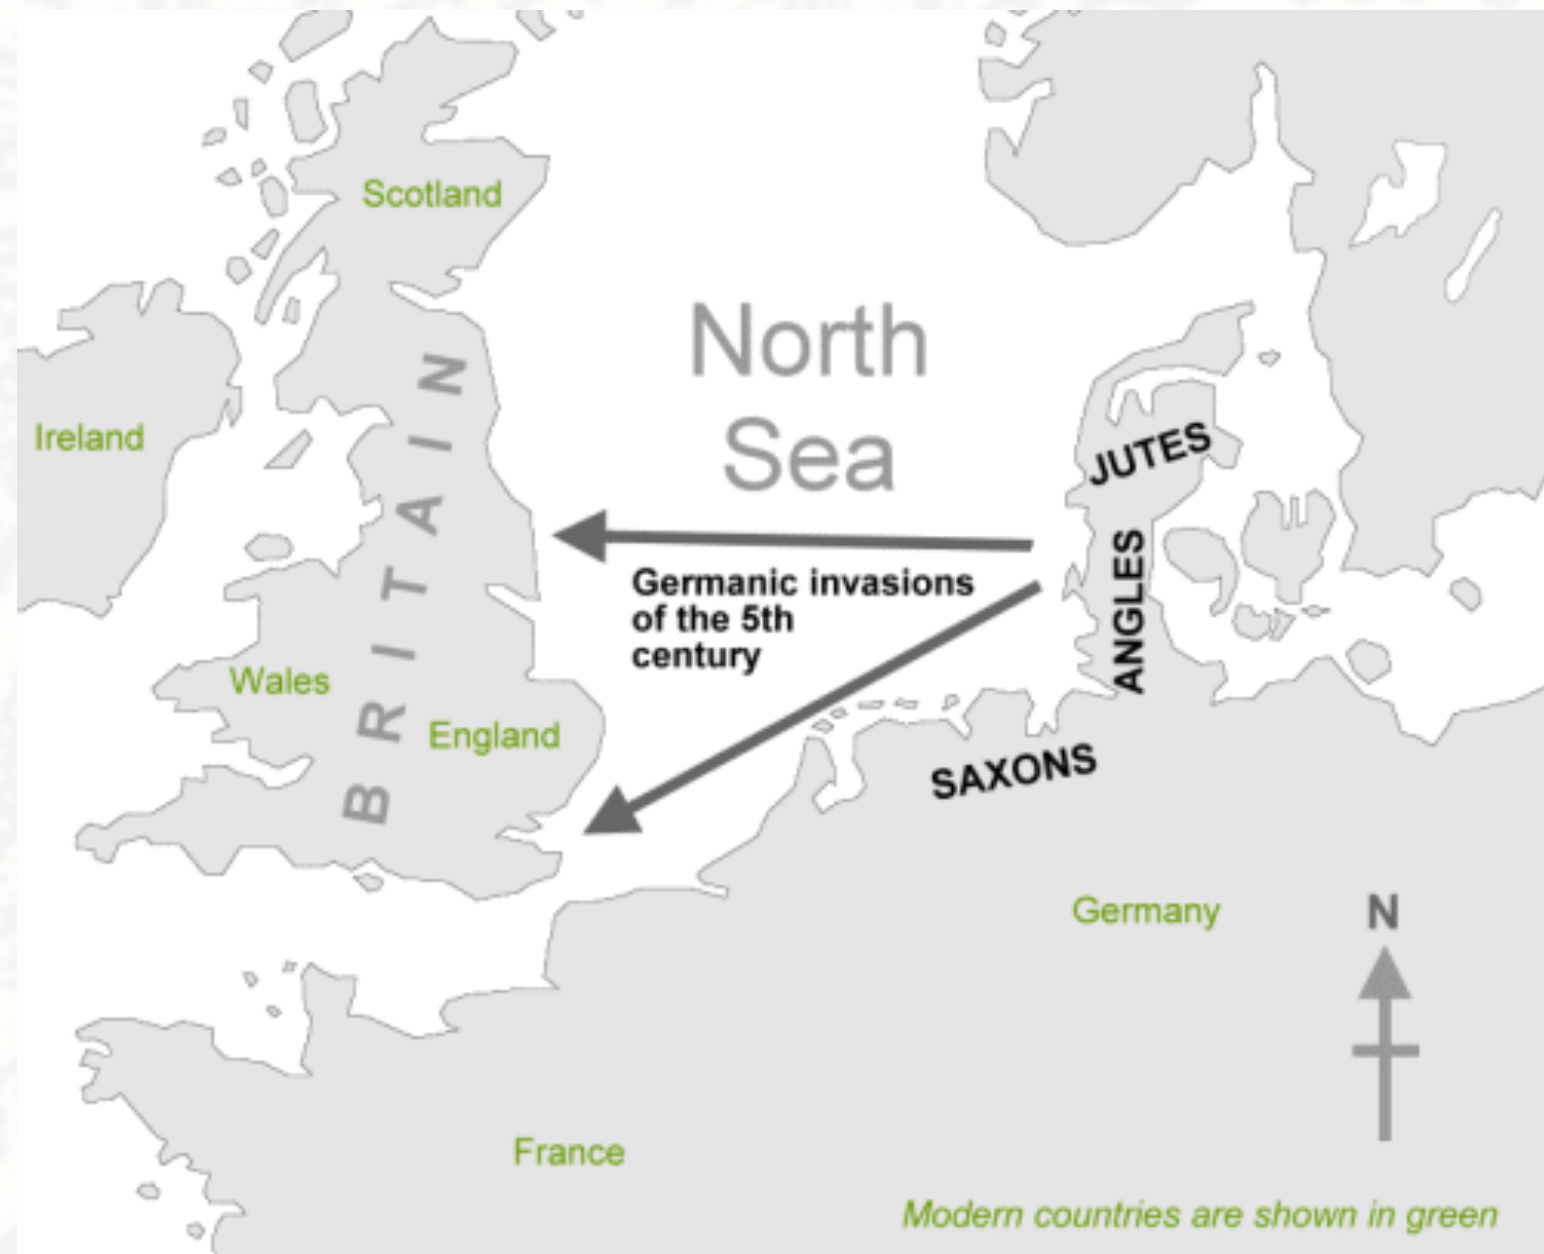 Scotland
North
Sea
BRITAIN
Ireland
JUTES
ANGLES
Germanic invasions
of the 5th
century
Wales
England
SAXONS
Germany
N
France
Modern countries are shown in green